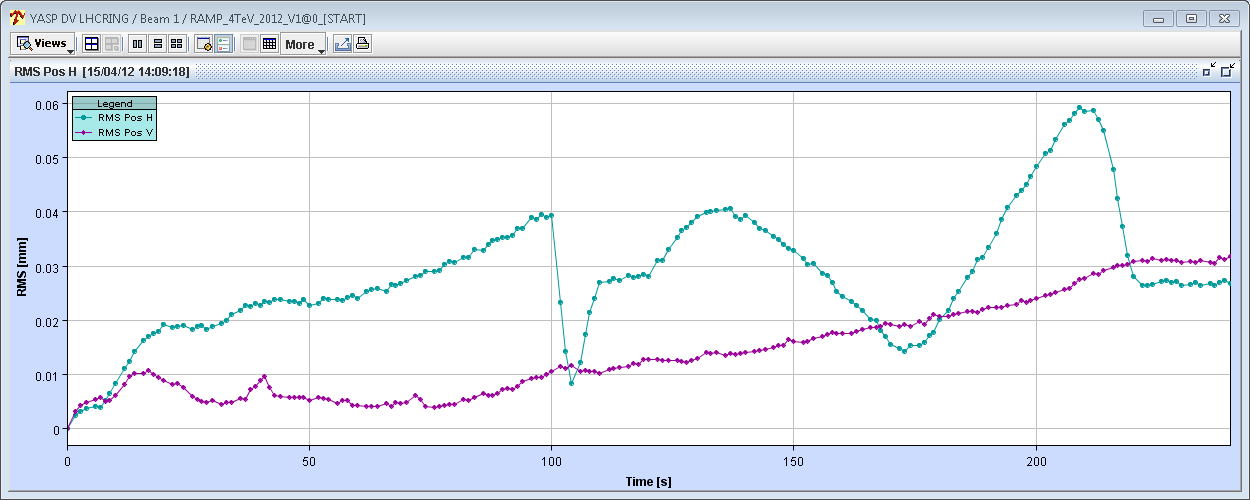 YASP DV LHCRING / Beam 1 / RAMP_4TeV_2012_V1@0_[START]
Views
More
RMS Pos H [15/04/12 14:09:18]
Legend
RMS Pos H
RMS Pos V
0.06
0.05
0.04
0.03
0.02
0.01
0
RMS [mm]
0
50
100
150
200
Time [s]